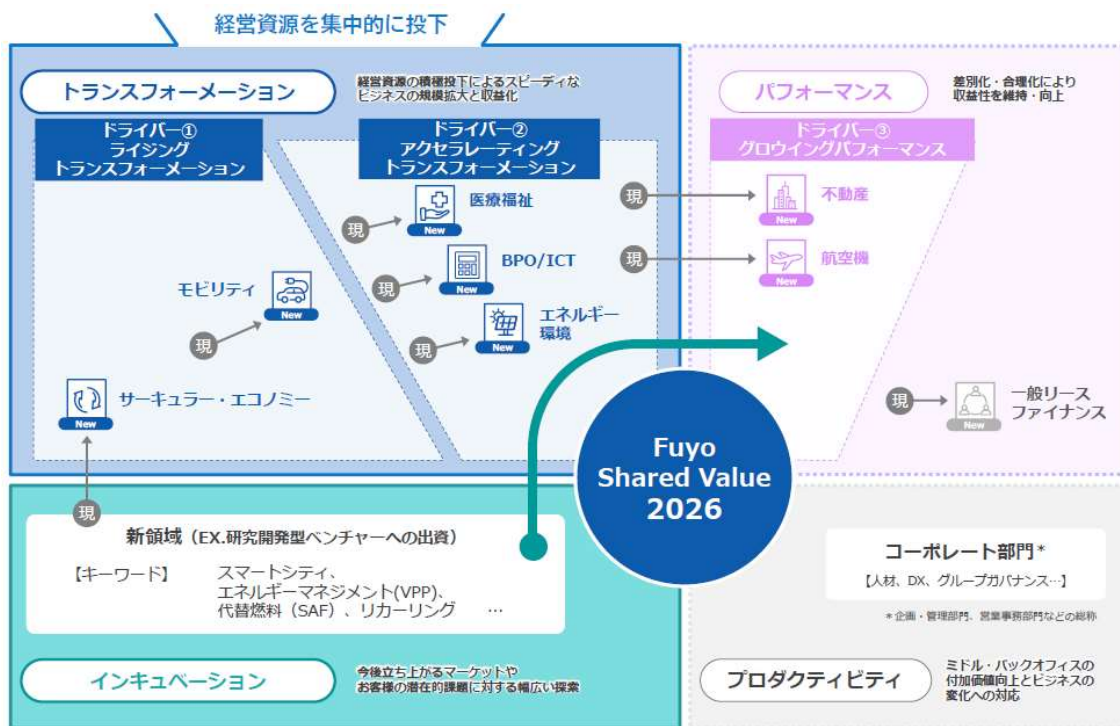 経営資源を集中的に投下
トランスフォーメーション
経営資源の積極投下によるスピーディな
ビジネスの規模拡大と収益化
ドライバー①
ライジング
トランスフォーメーション
ドライバー②
アクセラレーティング
トランスフォーメーション
現
医療福祉
New
現
BPO/ICT
New
モビリティ
New
現
現
エネルギー
環境
New
サーキュラー・エコノミー
New
現
パフォーマンス
差別化・合理化により
収益性を維持・向上
ドライバー③
グロウイングパフォーマンス
現
不動産
New
現
航空機
New
現
一般リース
ファイナンス
New
Fuyo
Shared Value
2026
新領域（EX.研究開発型ベンチャーへの出資）
【キーワード】
スマートシティ、
エネルギーマネジメント(VPP)、
代替燃料（SAF）、リカーリング …
インキュベーション
今後立ち上がるマーケットや
お客様の潜在的課題に対する幅広い探索
コーポレート部門*
【人材、DX、グループガバナンス…】
*企画・管理部門、営業事務部門などの総称
プロダクティビティ
ミドル・バックオフィスの
付加価値向上とビジネスの
変化への対応